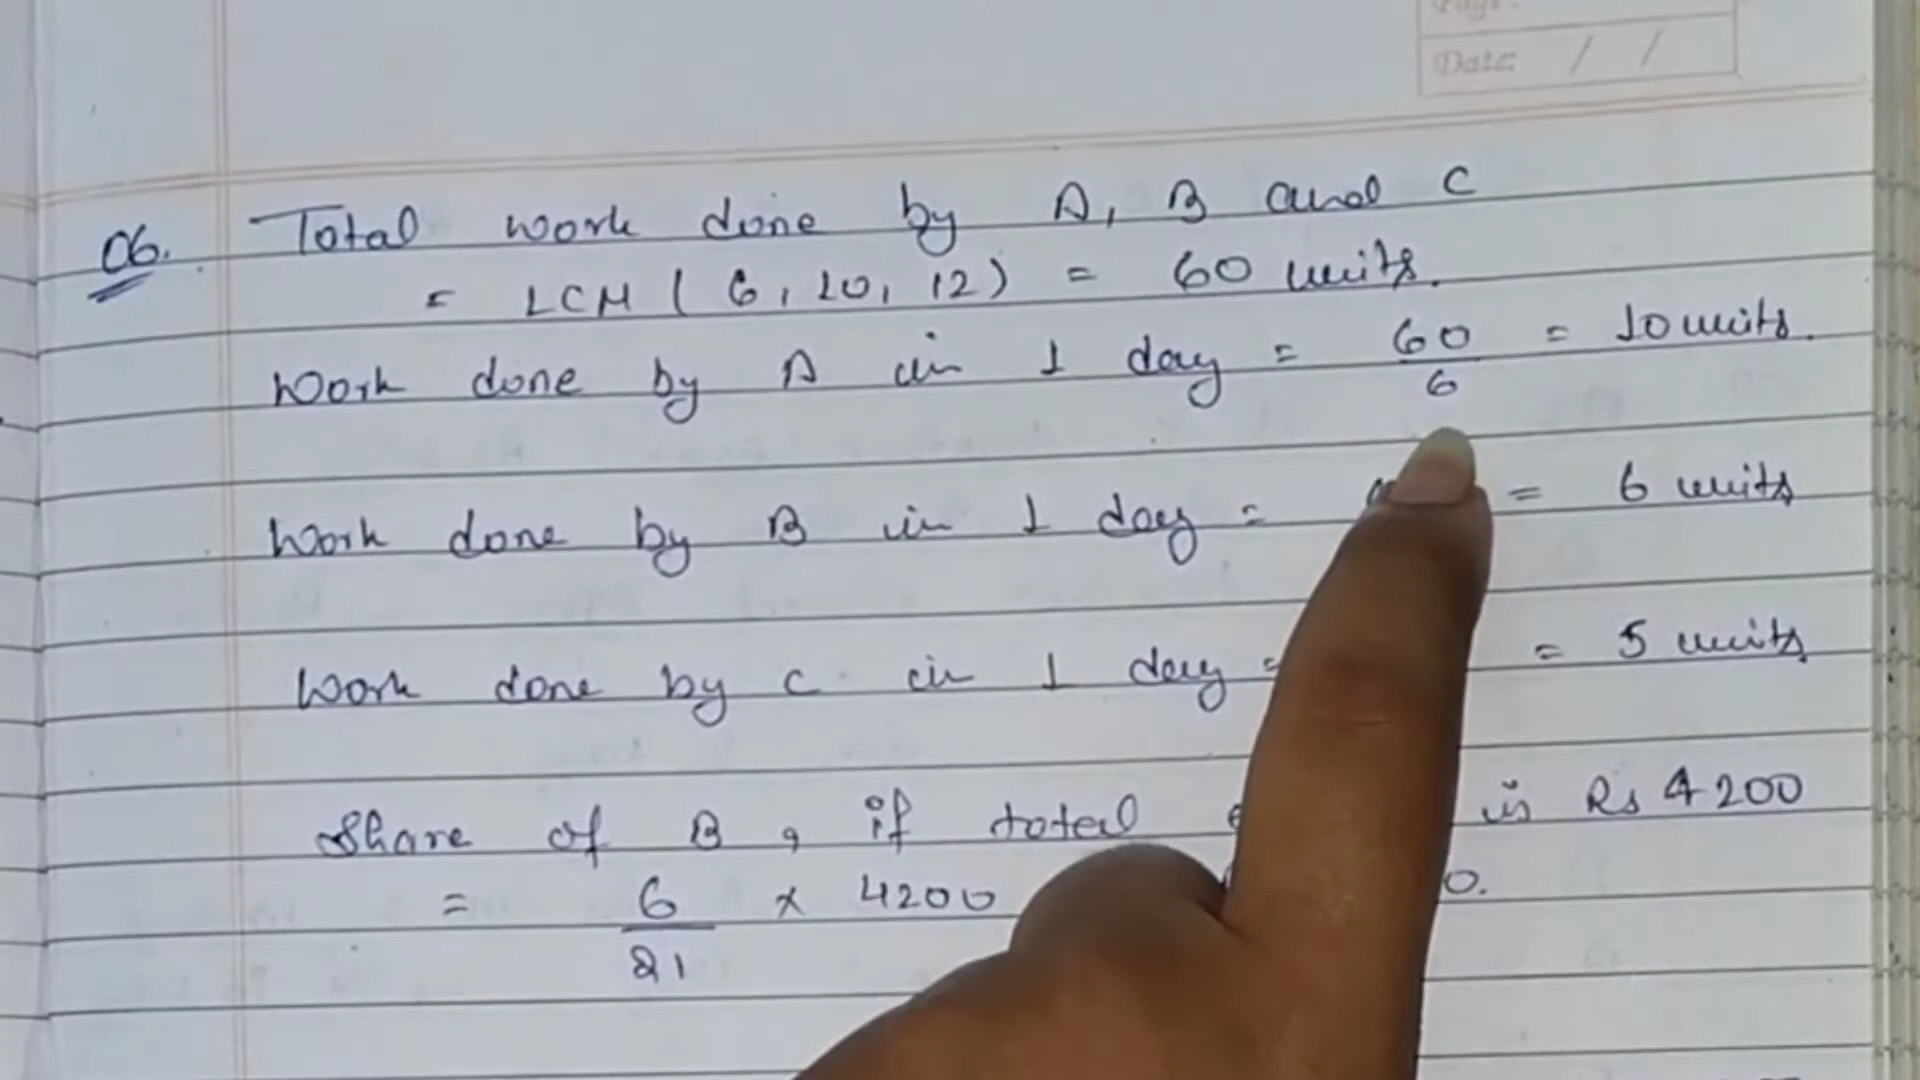 Date: / /
06. Total work done by A, B and C
= LCM ( 6, 10, 12) = 60 units.
Work done by A in 1 day = 60/6 = 10 units.
Work done by B in 1 day = = 6 units
Work done by C in 1 day = = 5 units.
Share of B, if total is Rs 4200
= 6/21 x 4200